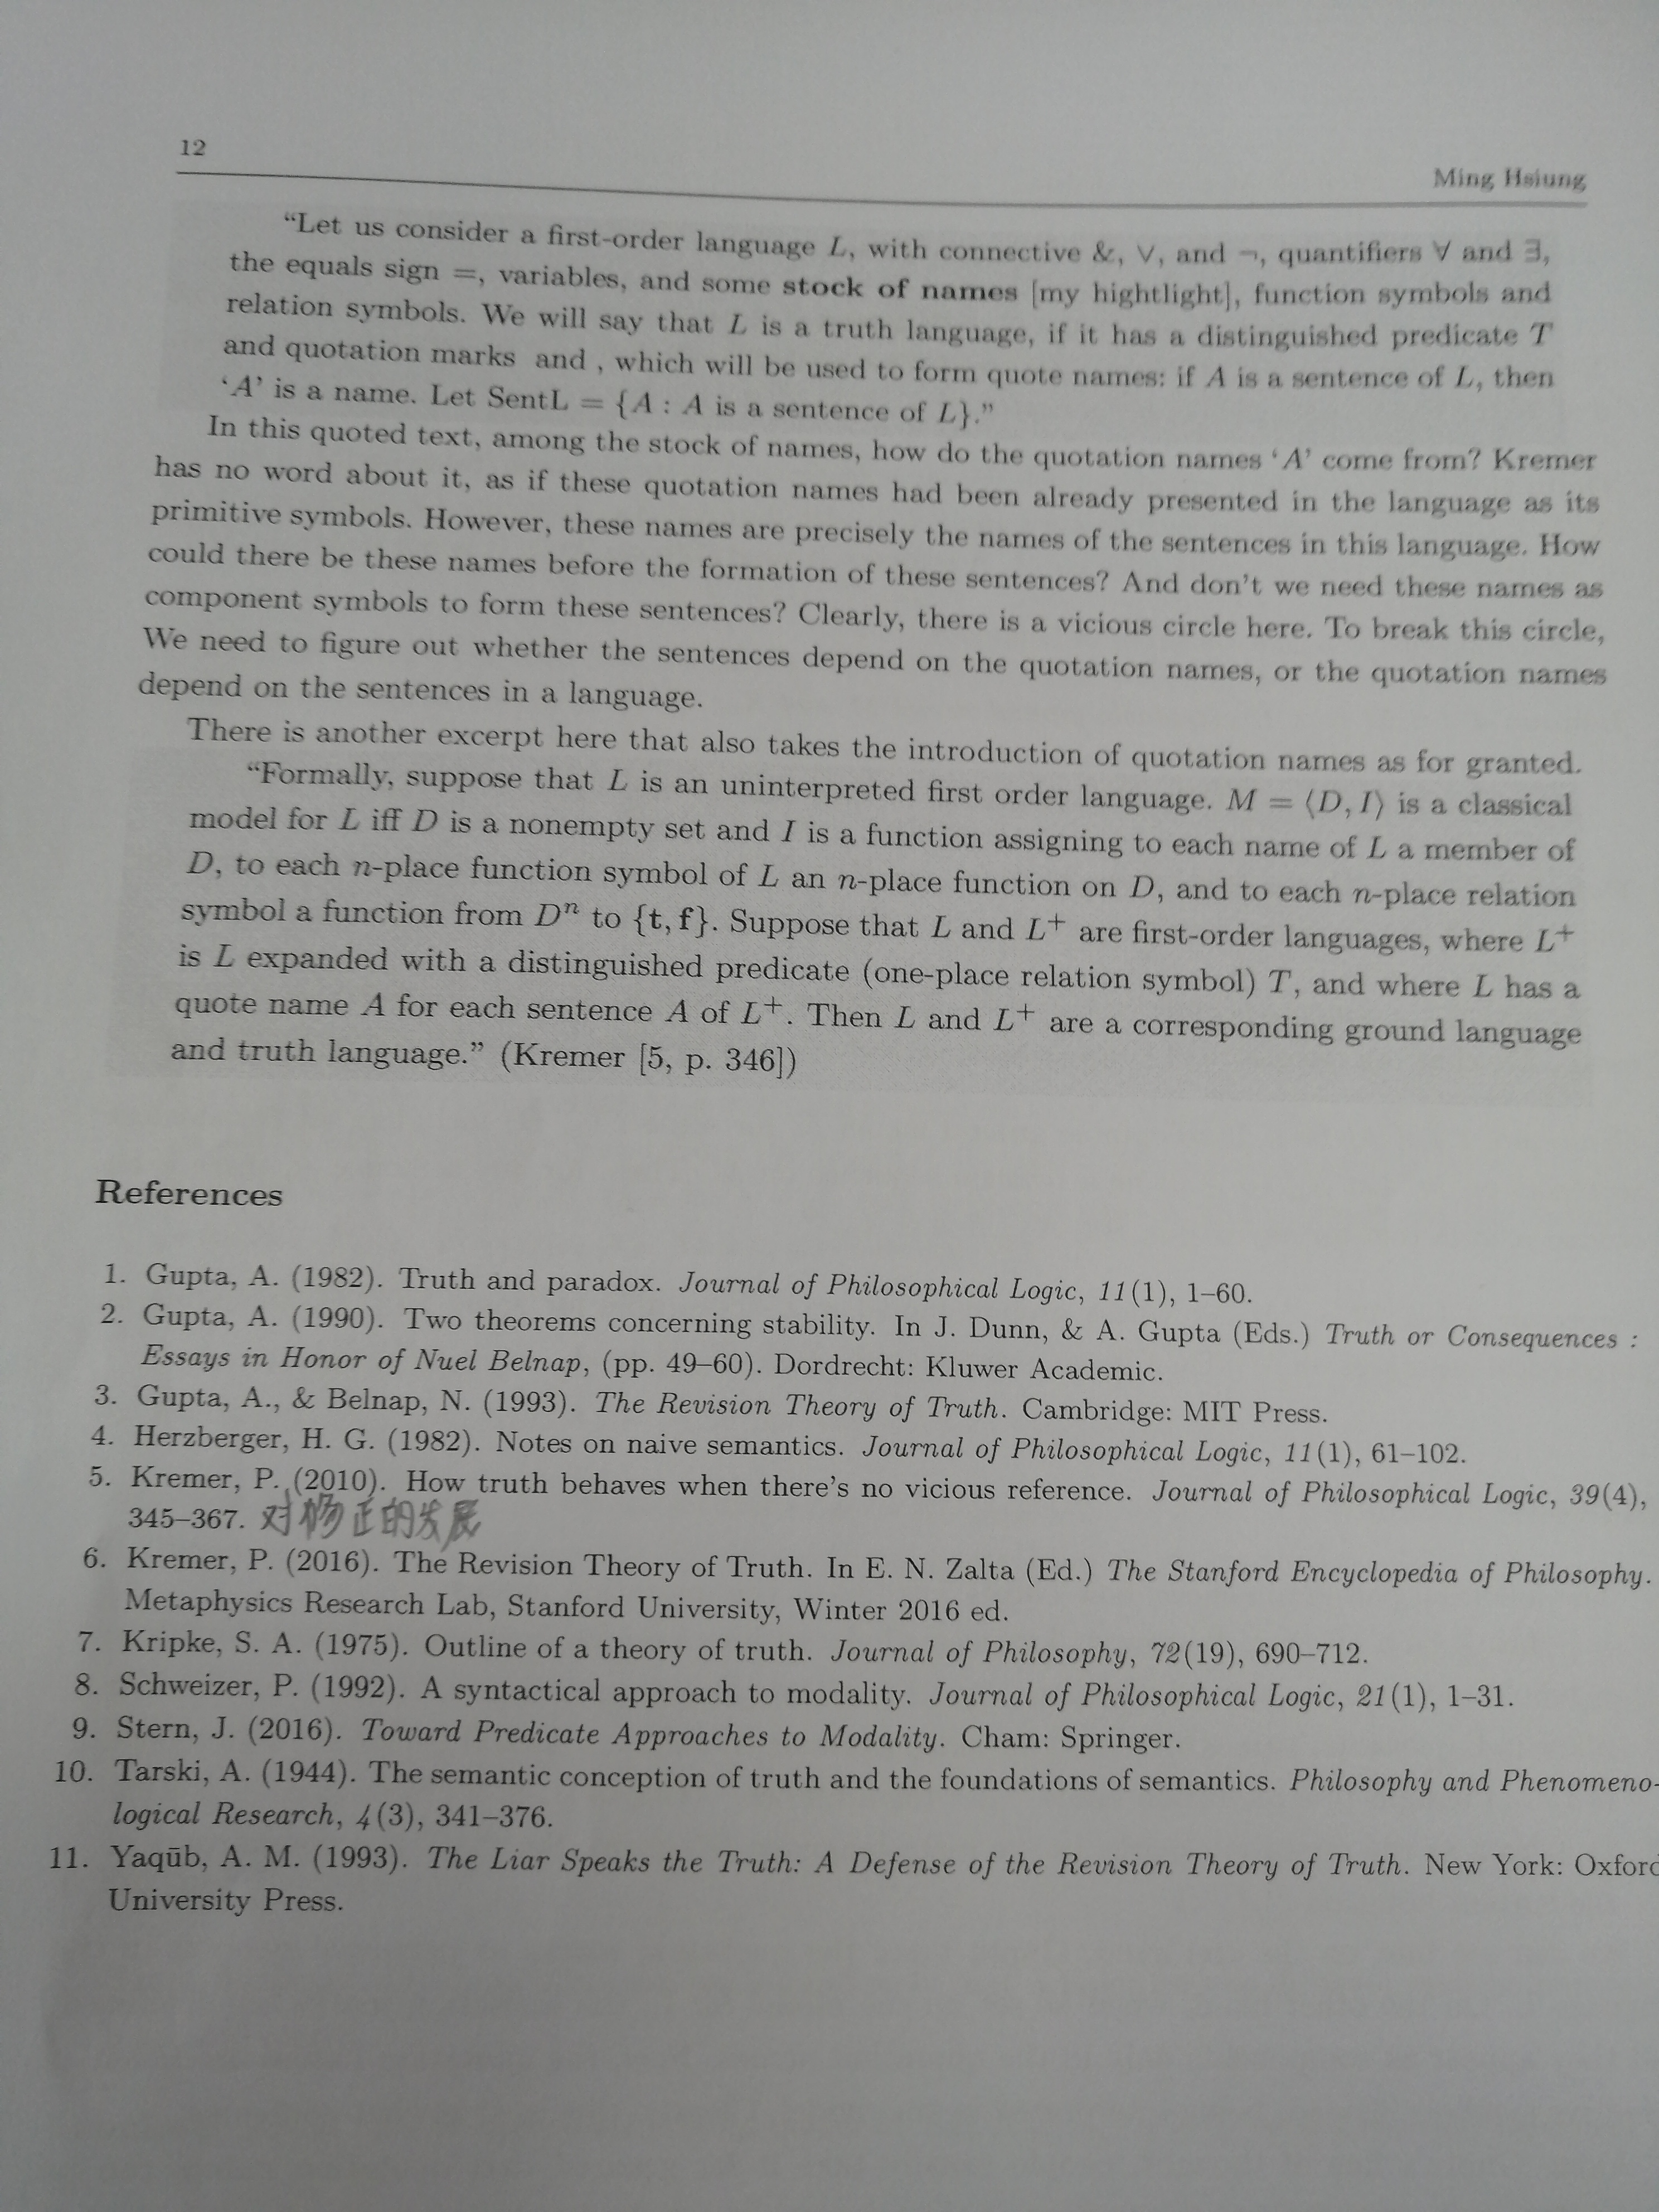 12
Ming Hsiung
“Let us consider a first-order language L, with connective &, ∨, and ¬, quantifiers ∀ and ∃,
the equals sign =, variables, and some stock of names [my hightlight], function symbols and
relation symbols. We will say that L is a truth language, if it has a distinguished predicate T
and quotation marks and , which will be used to form quote names: if A is a sentence of L, then
‘A’ is a name. Let SentL = {A : A is a sentence of L}.”
In this quoted text, among the stock of names, how do the quotation names ‘A’ come from? Kremer
has no word about it, as if these quotation names had been already presented in the language as its
primitive symbols. However, these names are precisely the names of the sentences in this language. How
could there be these names before the formation of these sentences? And don’t we need these names as
component symbols to form these sentences? Clearly, there is a vicious circle here. To break this circle,
We need to figure out whether the sentences depend on the quotation names, or the quotation names
depend on the sentences in a language.
There is another excerpt here that also takes the introduction of quotation names as for granted.
“Formally, suppose that L is an uninterpreted first order language. M = ⟨D, I⟩ is a classical
model for L iff D is a nonempty set and I is a function assigning to each name of L a member of
D, to each n-place function symbol of L an n-place function on D, and to each n-place relation
symbol a function from Dⁿ to {t, f}. Suppose that L and L⁺ are first-order languages, where L⁺
is L expanded with a distinguished predicate (one-place relation symbol) T, and where L has a
quote name A for each sentence A of L⁺. Then L and L⁺ are a corresponding ground language
and truth language.” (Kremer [5, p. 346])
References
1. Gupta, A. (1982). Truth and paradox. Journal of Philosophical Logic, 11(1), 1–60.
2. Gupta, A. (1990). Two theorems concerning stability. In J. Dunn, & A. Gupta (Eds.) Truth or Consequences :
Essays in Honor of Nuel Belnap, (pp. 49–60). Dordrecht: Kluwer Academic.
3. Gupta, A., & Belnap, N. (1993). The Revision Theory of Truth. Cambridge: MIT Press.
4. Herzberger, H. G. (1982). Notes on naive semantics. Journal of Philosophical Logic, 11(1), 61–102.
5. Kremer, P. (2010). How truth behaves when there’s no vicious reference. Journal of Philosophical Logic, 39(4),
345–367. 对杨正的发展
6. Kremer, P. (2016). The Revision Theory of Truth. In E. N. Zalta (Ed.) The Stanford Encyclopedia of Philosophy.
Metaphysics Research Lab, Stanford University, Winter 2016 ed.
7. Kripke, S. A. (1975). Outline of a theory of truth. Journal of Philosophy, 72(19), 690–712.
8. Schweizer, P. (1992). A syntactical approach to modality. Journal of Philosophical Logic, 21(1), 1–31.
9. Stern, J. (2016). Toward Predicate Approaches to Modality. Cham: Springer.
10. Tarski, A. (1944). The semantic conception of truth and the foundations of semantics. Philosophy and Phenomeno-
logical Research, 4(3), 341–376.
11. Yaqūb, A. M. (1993). The Liar Speaks the Truth: A Defense of the Revision Theory of Truth. New York: Oxford
University Press.